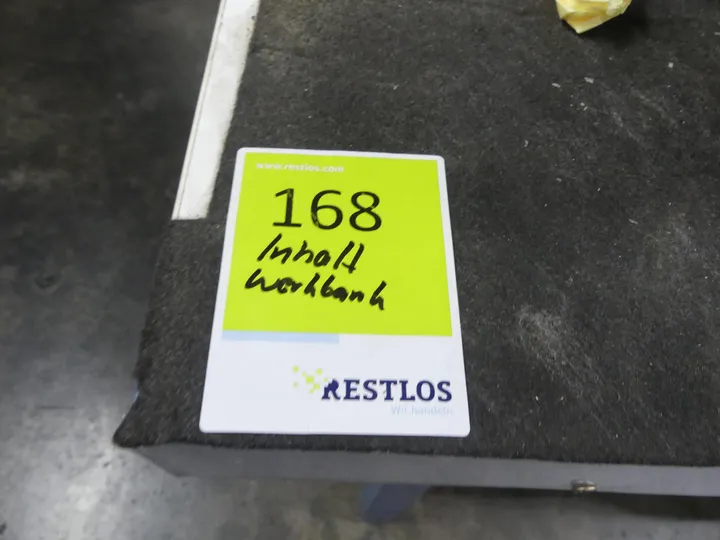 www.restlos.com
168
Inhalt
Werkbank
RESTLOS
Wir handeln